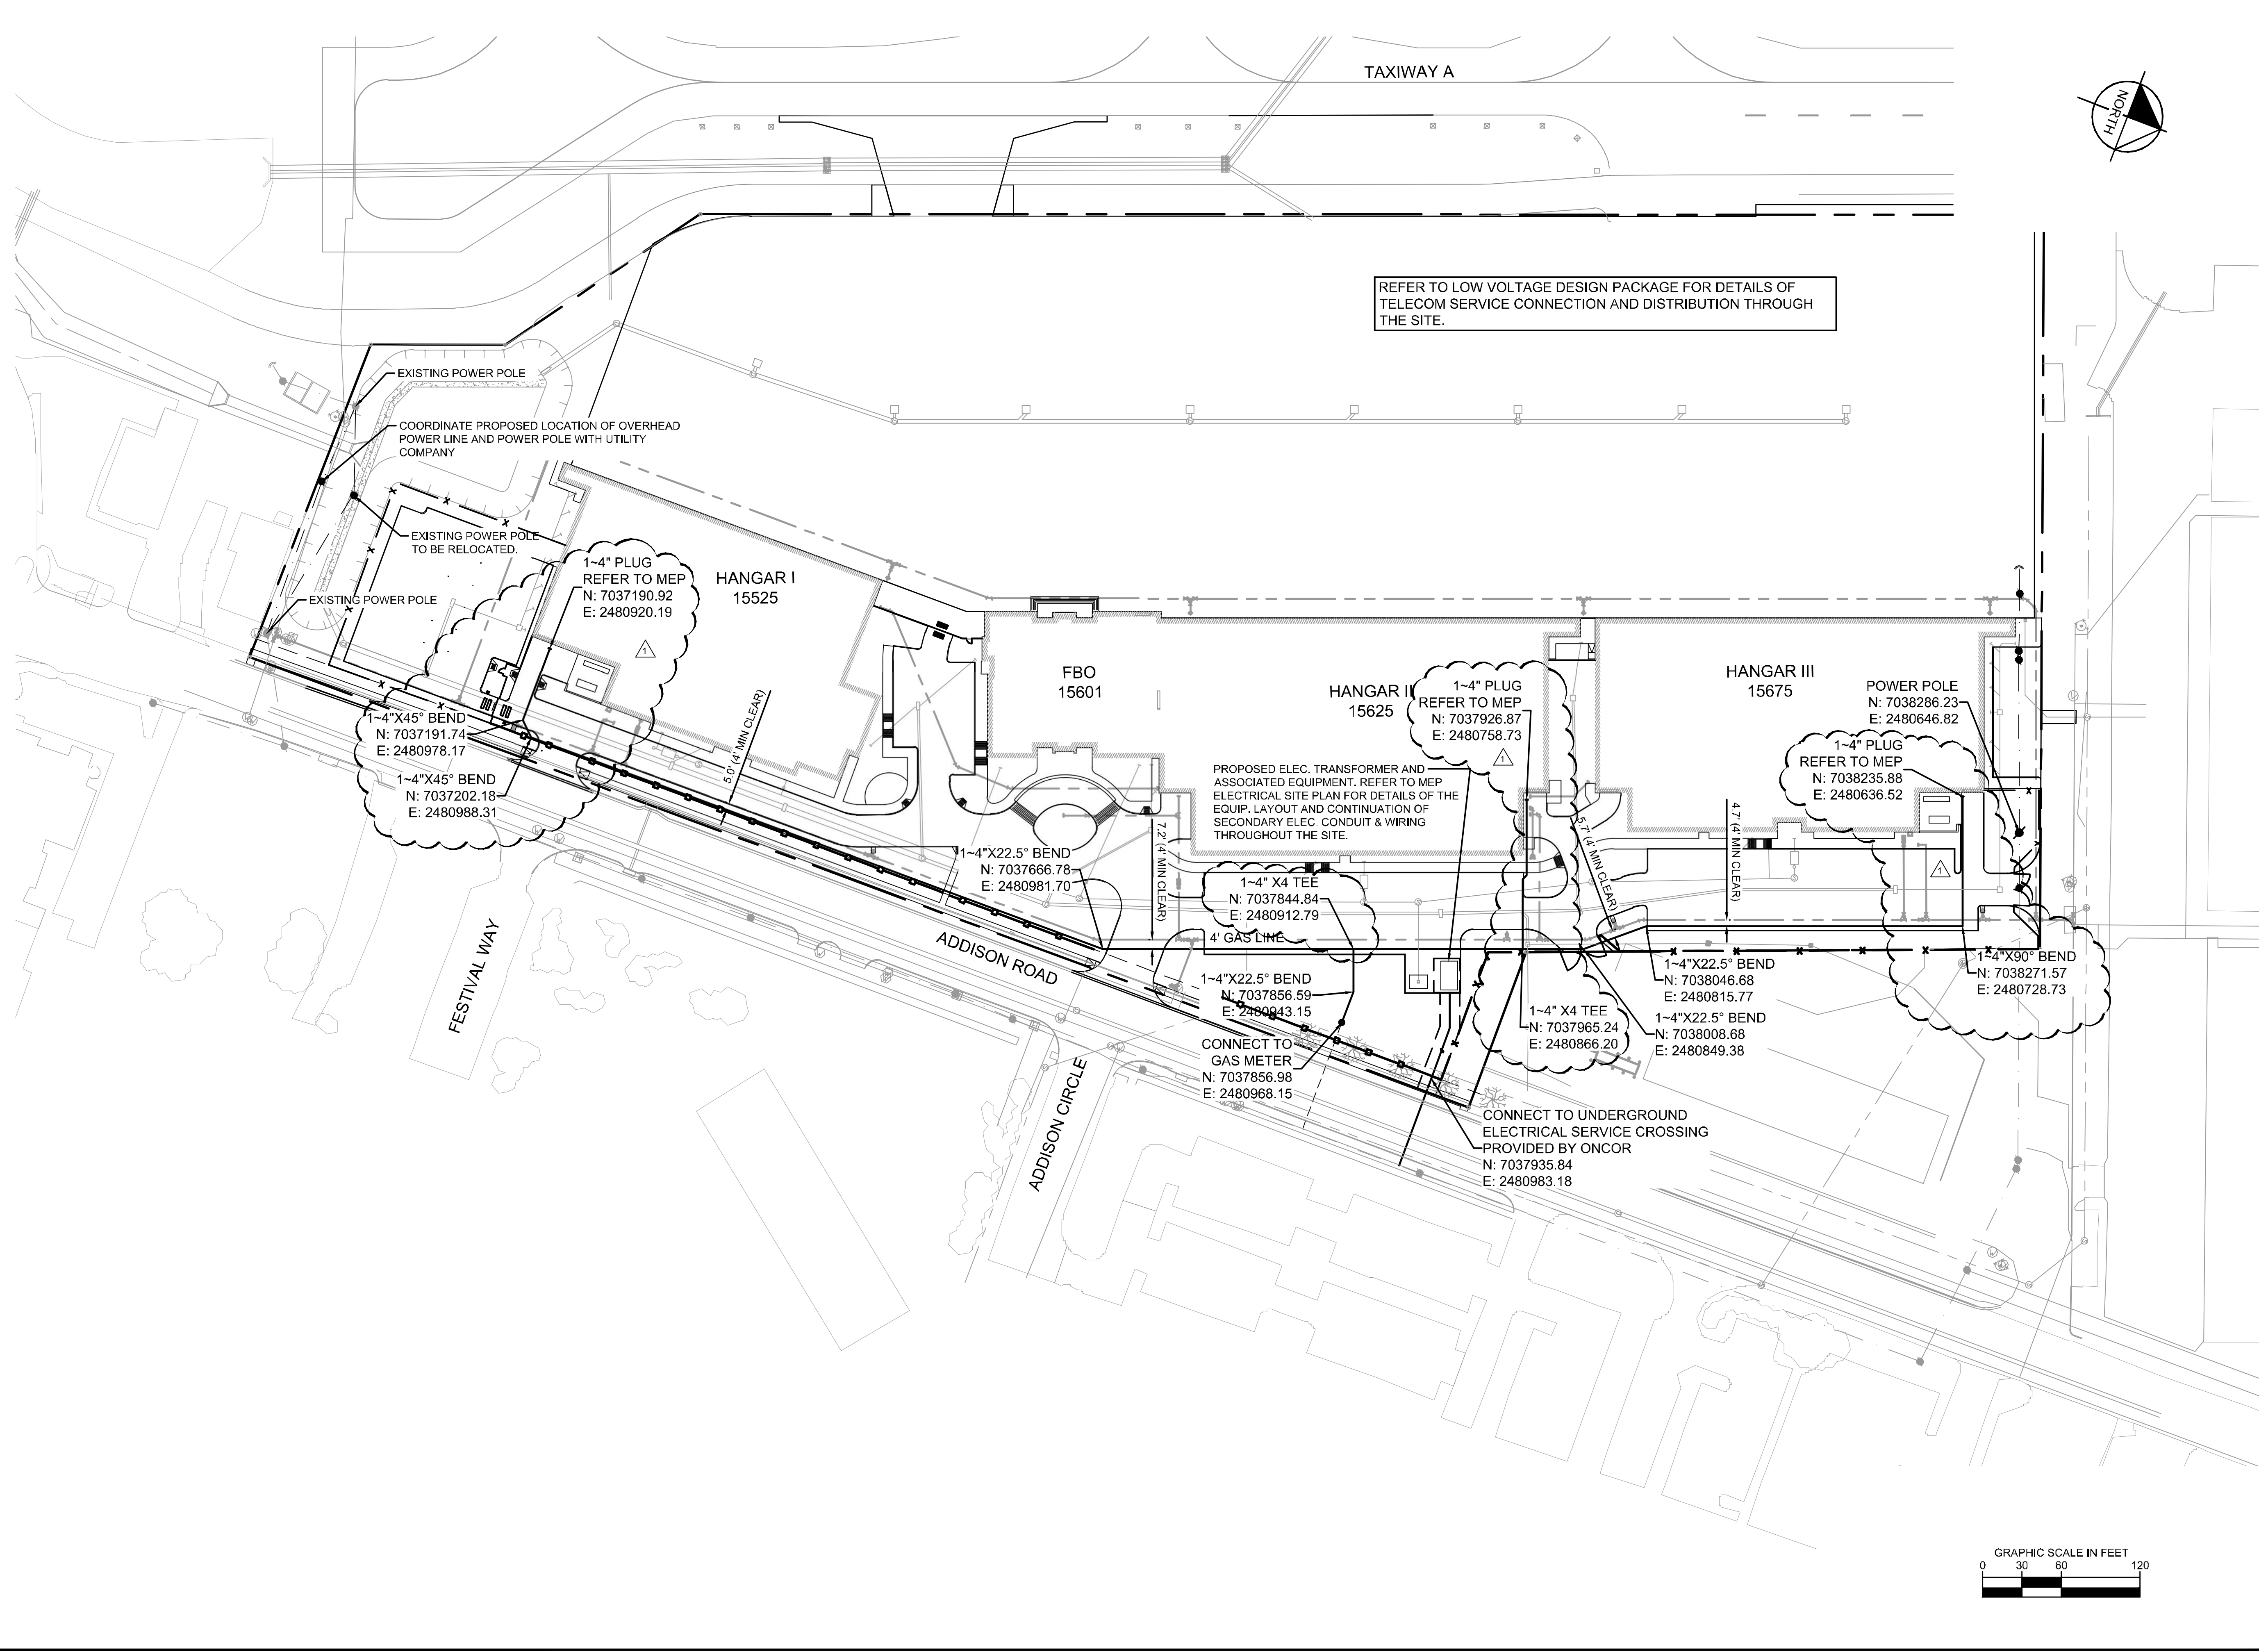 TAXIWAY A
NORTH
REFER TO LOW VOLTAGE DESIGN PACKAGE FOR DETAILS OF
TELECOM SERVICE CONNECTION AND DISTRIBUTION THROUGH
THE SITE.
EXISTING POWER POLE
COORDINATE PROPOSED LOCATION OF OVERHEAD
POWER LINE AND POWER POLE WITH UTILITY
COMPANY
EXISTING POWER POLE
TO BE RELOCATED.
EXISTING POWER POLE
1~4" PLUG
REFER TO MEP
N: 7037190.92
E: 2480920.19
1
HANGAR I
15525
FBO
15601
HANGAR II
15625
1~4" PLUG
REFER TO MEP
N: 7037926.87
E: 2480758.73
1
HANGAR III
15675
POWER POLE
N: 7038286.23
E: 2480646.82
1~4" PLUG
REFER TO MEP
N: 7038235.88
E: 2480636.52
1
1~4"X45° BEND
N: 7037191.74
E: 2480978.17
1~4"X45° BEND
N: 7037202.18
E: 2480988.31
5.0' (4' MIN CLEAR)
PROPOSED ELEC. TRANSFORMER AND
ASSOCIATED EQUIPMENT. REFER TO MEP
ELECTRICAL SITE PLAN FOR DETAILS OF THE
EQUIP. LAYOUT AND CONTINUATION OF
SECONDARY ELEC. CONDUIT & WIRING
THROUGHOUT THE SITE.
7.2' (4' MIN CLEAR)
5.7' (4' MIN CLEAR)
4.7' (4' MIN CLEAR)
1~4"X22.5° BEND
N: 7037666.78
E: 2480981.70
1~4" X4 TEE
N: 7037844.84
E: 2480912.79
4' GAS LINE
1~4"X22.5° BEND
N: 7037856.59
E: 2480943.15
CONNECT TO
GAS METER
N: 7037856.98
E: 2480968.15
1~4" X4 TEE
N: 7037965.24
E: 2480866.20
1~4"X22.5° BEND
N: 7038046.68
E: 2480815.77
1~4"X22.5° BEND
N: 7038008.68
E: 2480849.38
1~4"X90° BEND
N: 7038271.57
E: 2480728.73
CONNECT TO UNDERGROUND
ELECTRICAL SERVICE CROSSING
PROVIDED BY ONCOR
N: 7037935.84
E: 2480983.18
FESTIVAL WAY
ADDISON ROAD
ADDISON CIRCLE
GRAPHIC SCALE IN FEET
0 30 60 120